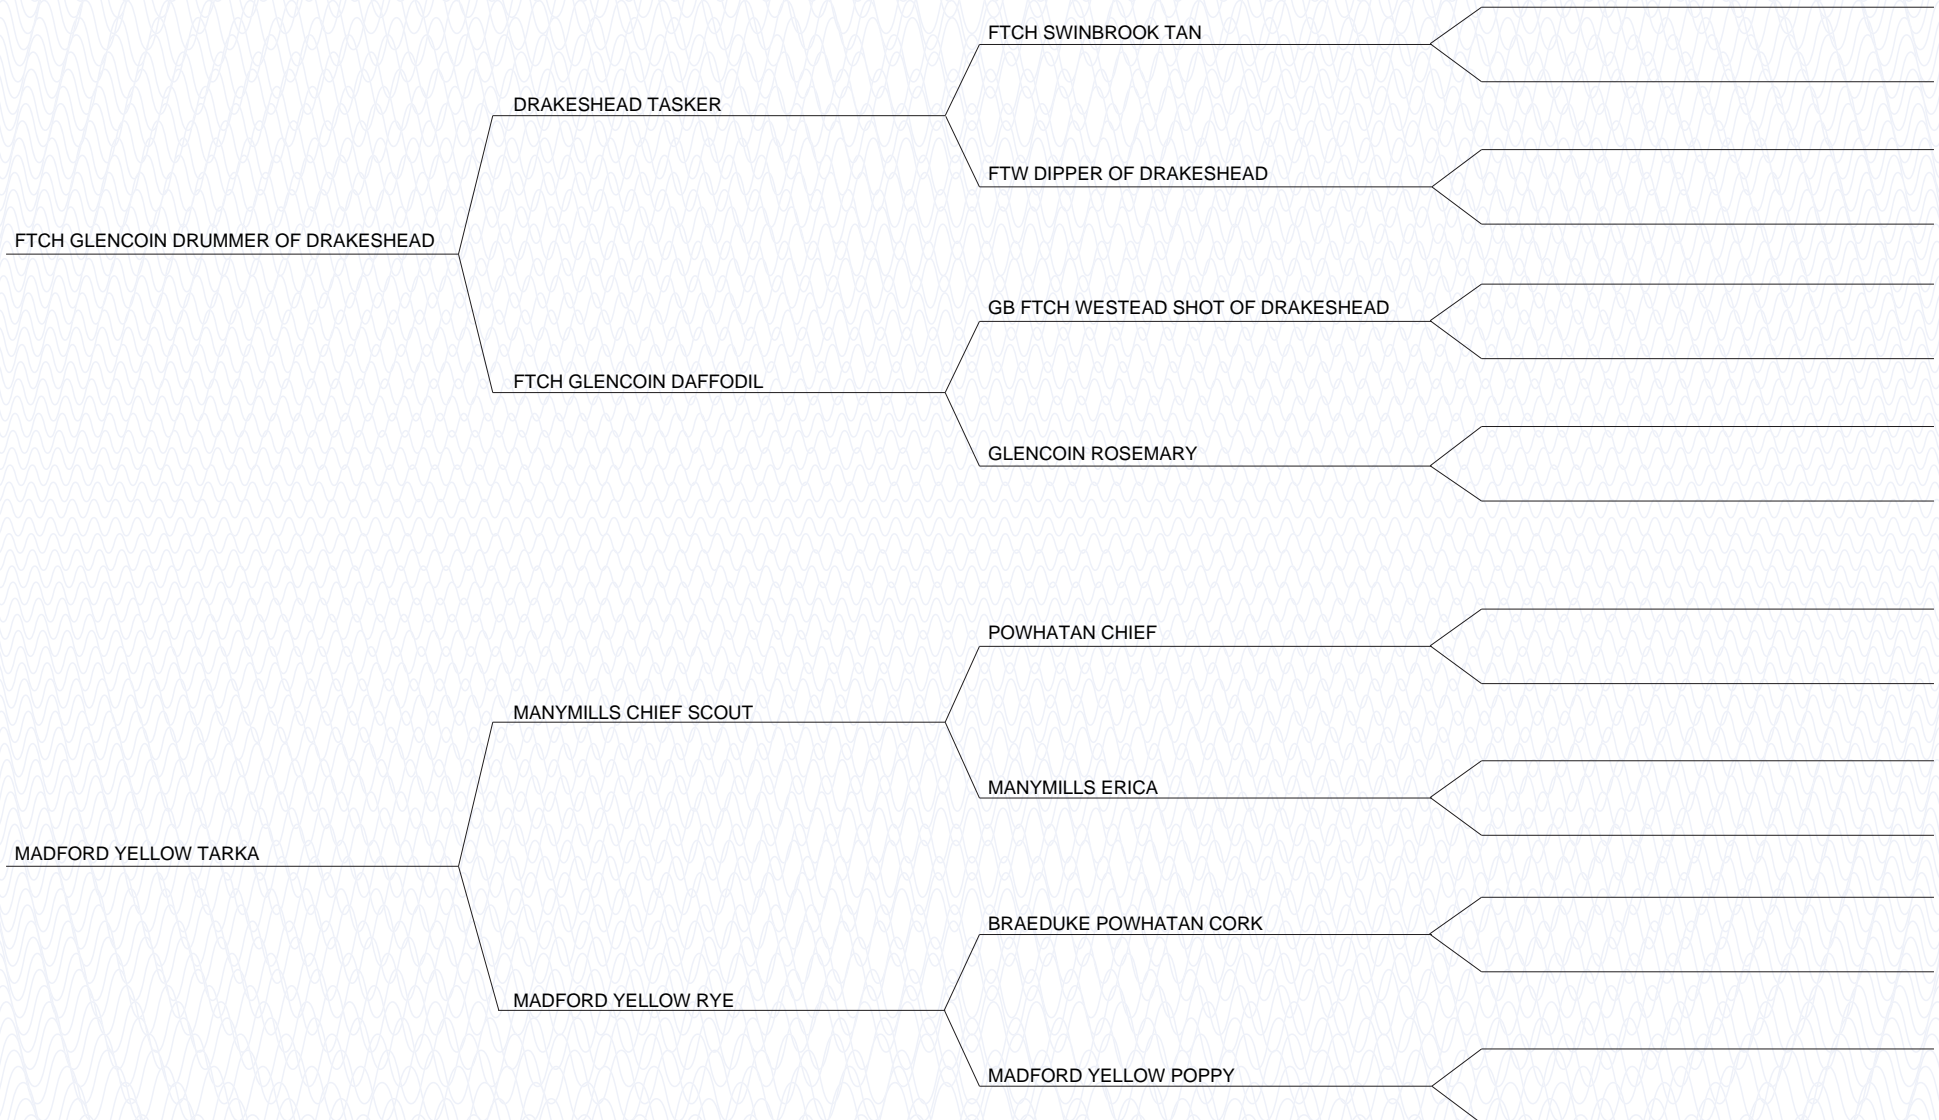 FTCH SWINBROOK TAN
DRAKESHEAD TASKER
FTW DIPPER OF DRAKESHEAD
FTCH GLENCOIN DRUMMER OF DRAKESHEAD
GB FTCH WESTEAD SHOT OF DRAKESHEAD
FTCH GLENCOIN DAFFODIL
GLENCOIN ROSEMARY
POWHATAN CHIEF
MANYMILLS CHIEF SCOUT
MANYMILLS ERICA
MADFORD YELLOW TARKA
BRAEDUKE POWHATAN CORK
MADFORD YELLOW RYE
MADFORD YELLOW POPPY